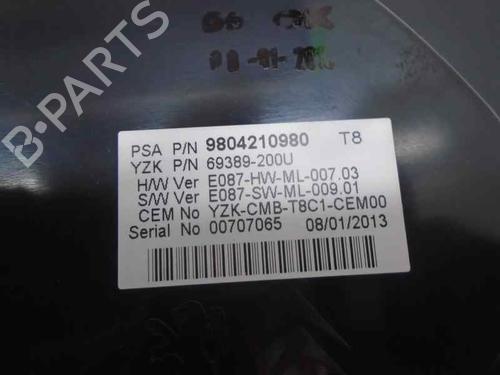 PSA P/N 9804210980 T8
YZK P/N 69389-200U
H/W Ver E087-HW-ML-007.03
S/W Ver E087-SW-ML-009.01
CEM No YZK-CMB-T8C1-CEM00
Serial No 00707065 08/01/2013
B-PARTS